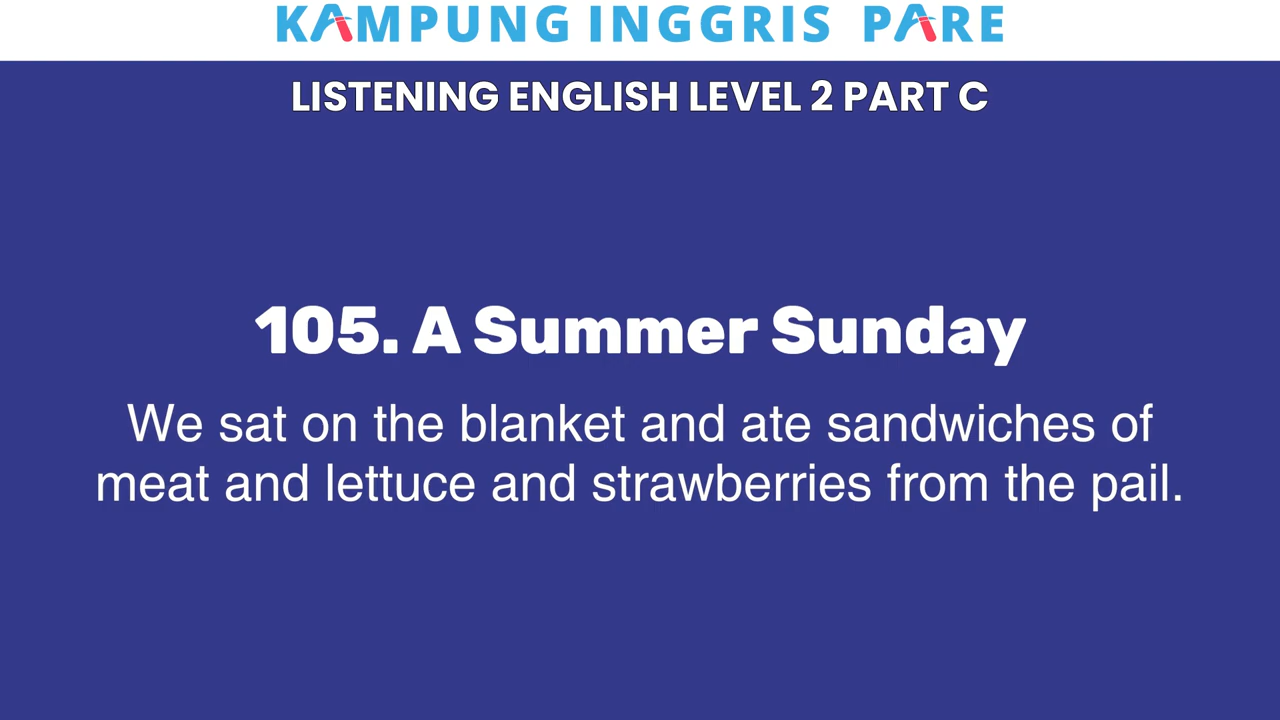 KAMPUNG INGGRIS PARE
LISTENING ENGLISH LEVEL 2 PART C
105. A Summer Sunday
We sat on the blanket and ate sandwiches of
meat and lettuce and strawberries from the pail.